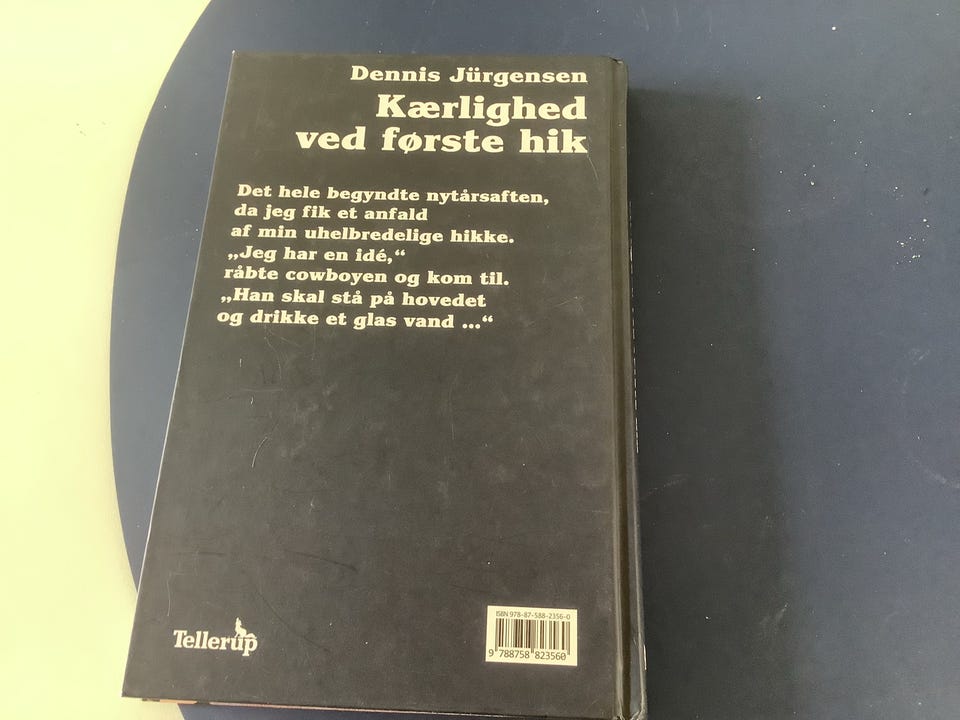 Dennis Jürgensen
Kærlighed
ved første hik
Det hele begyndte nytårsaften,
da jeg fik et anfald
af min uhelbredelige hikke.
„Jeg har en idé,“
råbte cowboyen og kom til.
„Han skal stå på hovedet
og drikke et glas vand ...“
Tellerup
ISBN 978-87-588-2356-0
9 788758 823560